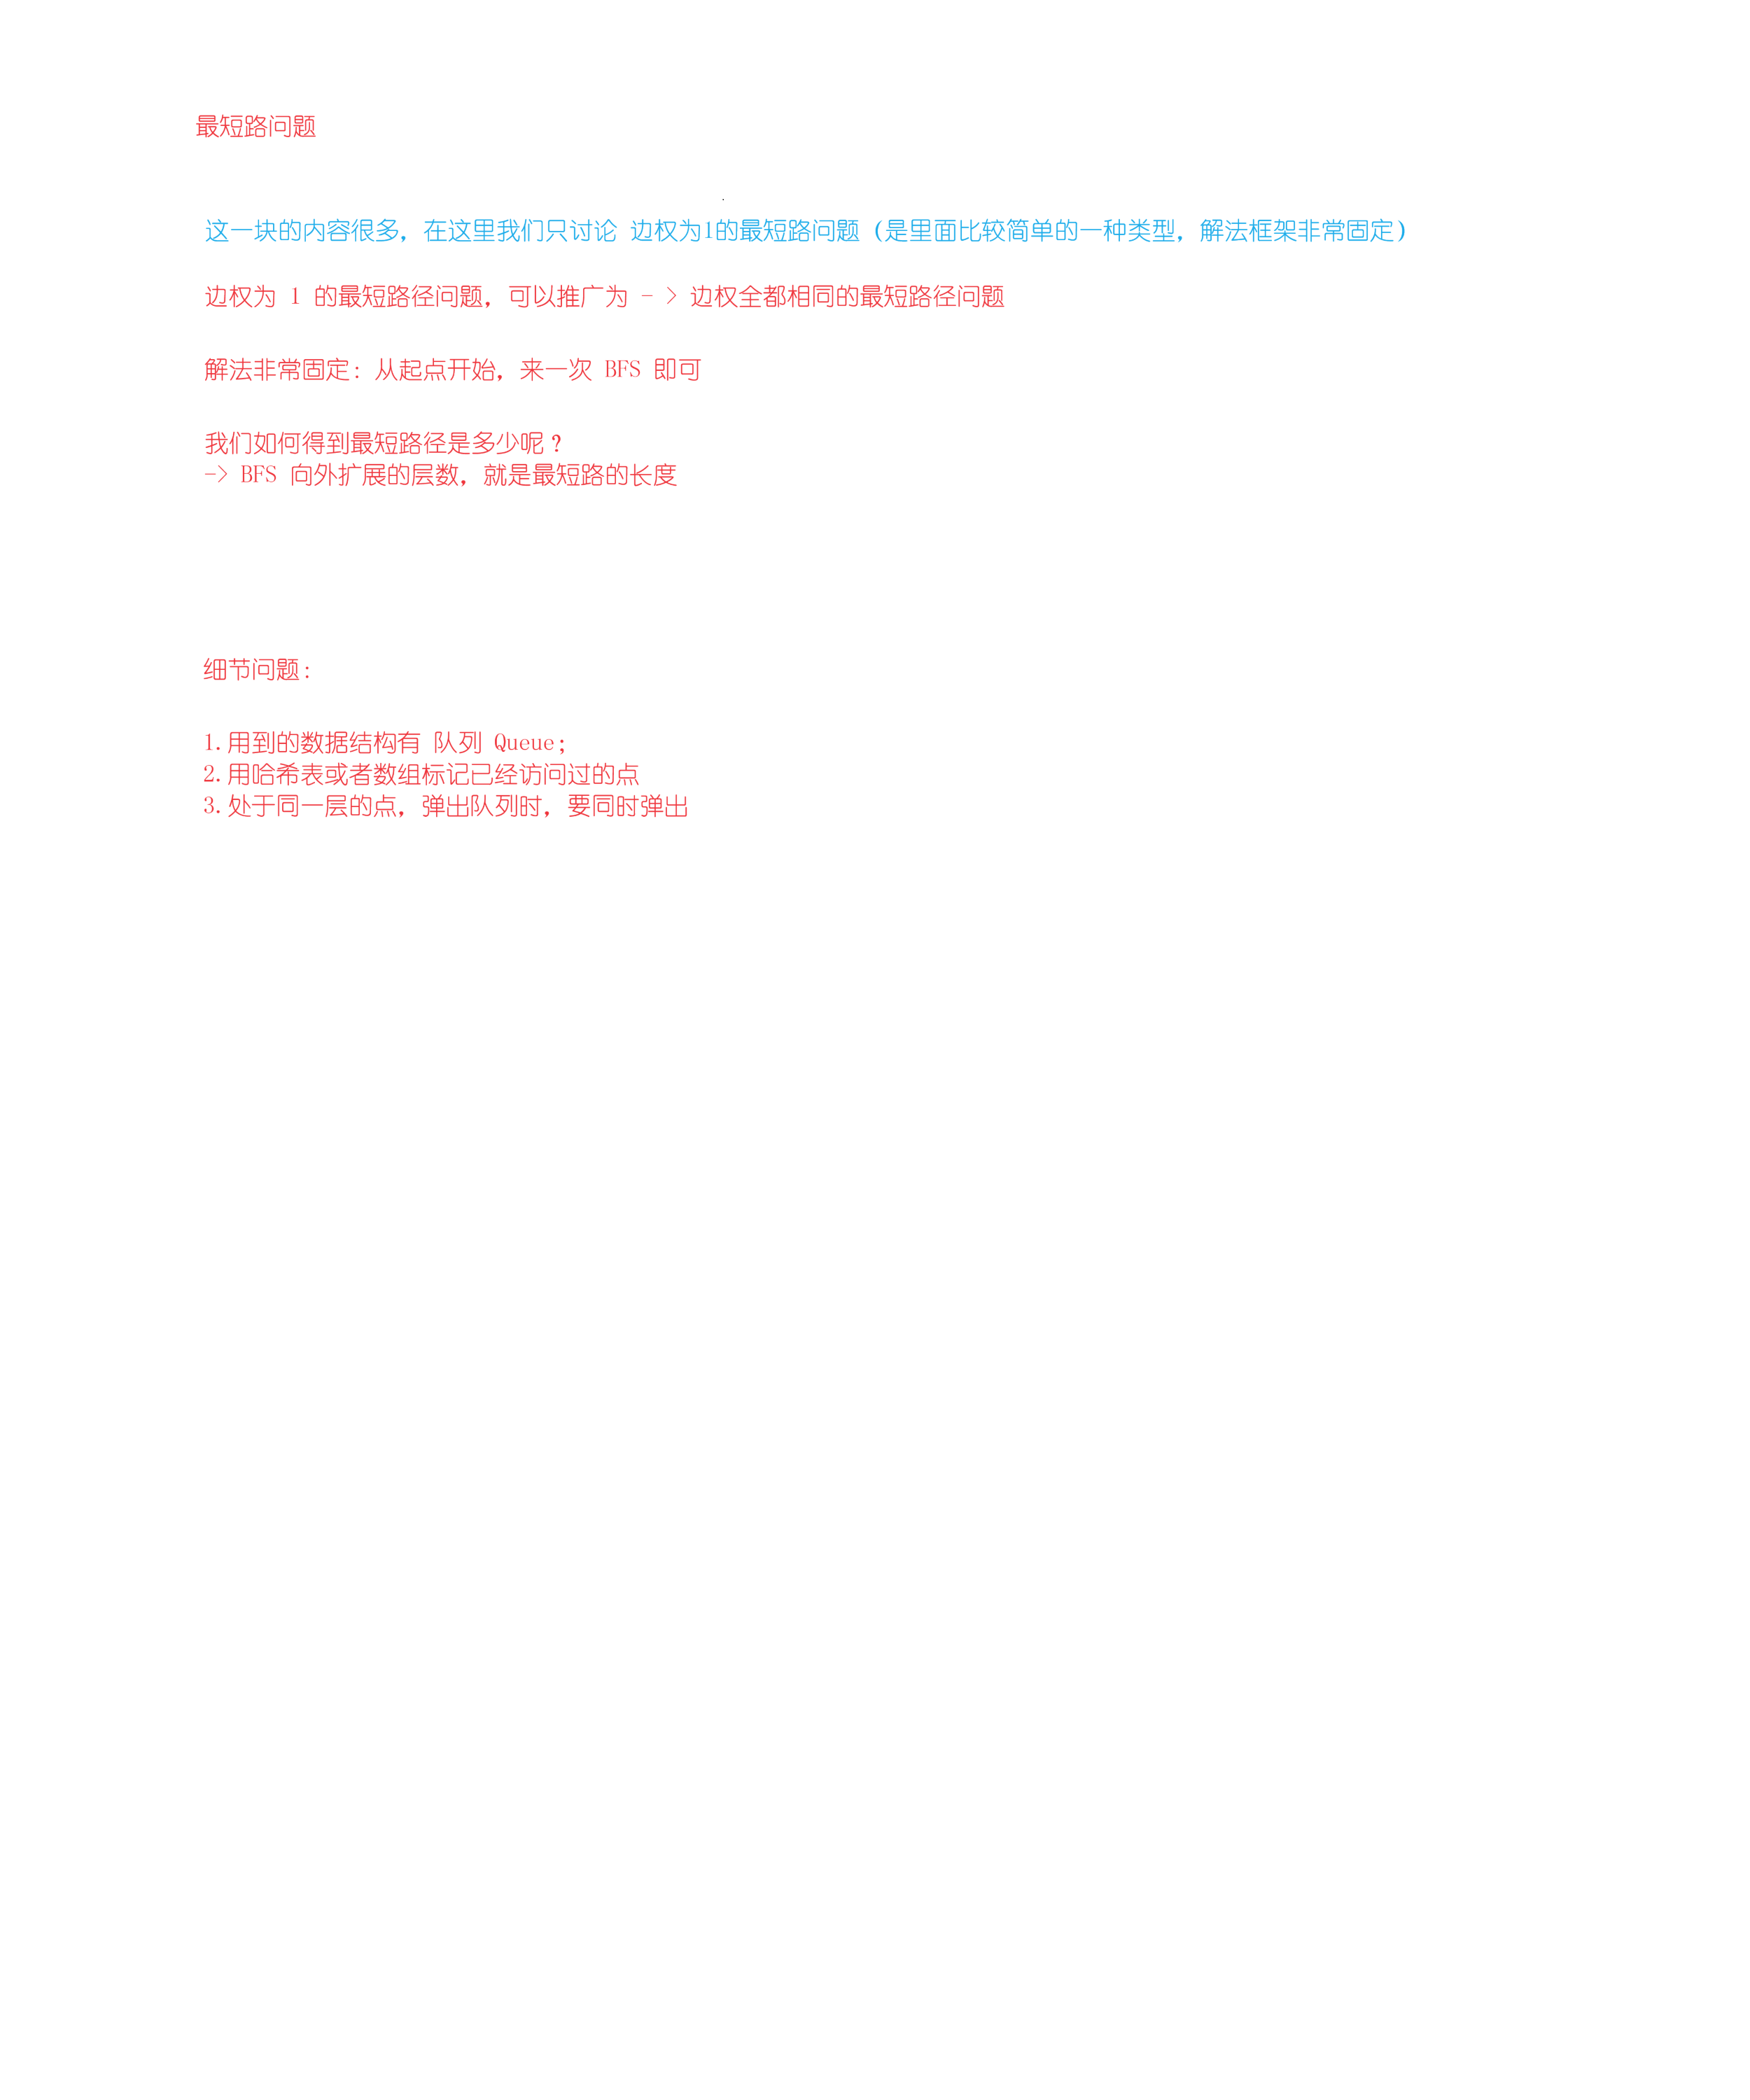 最短路问题
这一块的内容很多，在这里我们只讨论 边权为1的最短路问题（是里面比较简单的一种类型，解法框架非常固定）
边权为 1 的最短路径问题，可以推广为 - > 边权全都相同的最短路径问题
解法非常固定：从起点开始，来一次 BFS 即可
我们如何得到最短路径是多少呢？
-> BFS 向外扩展的层数，就是最短路的长度
细节问题：
1.用到的数据结构有 队列 Queue；
2.用哈希表或者数组标记已经访问过的点
3.处于同一层的点，弹出队列时，要同时弹出